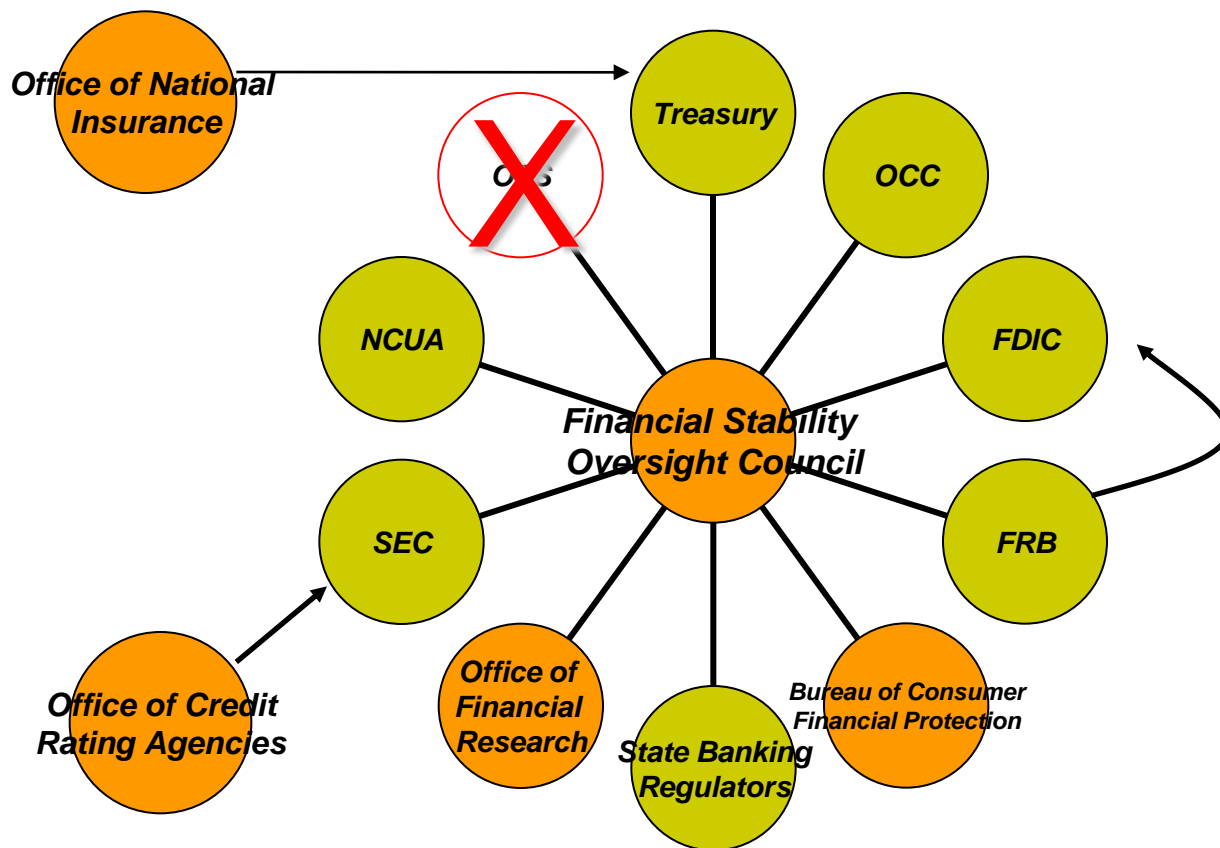 Office of National
Insurance
Treasury
X
OCC
NCUA
FDIC
Financial Stability
Oversight Council
SEC
FRB
Office of Credit
Rating Agencies
Office of
Financial
Research
State Banking
Regulators
Bureau of Consumer
Financial Protection